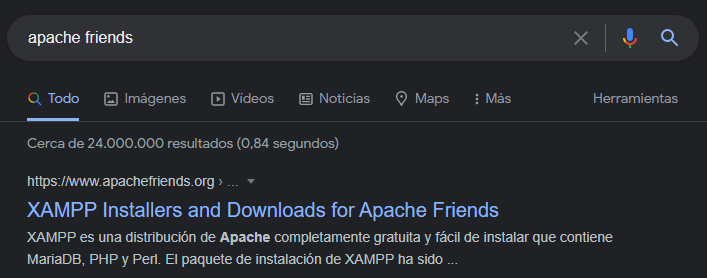 apache friends
Todo Imágenes Vídeos Noticias Maps Más Herramientas
Cerca de 24.000.000 resultados (0,84 segundos)
https://www.apachefriends.org › ...
XAMPP Installers and Downloads for Apache Friends
XAMPP es una distribución de Apache completamente gratuita y fácil de instalar que contiene
MariaDB, PHP y Perl. El paquete de instalación de XAMPP ha sido ...